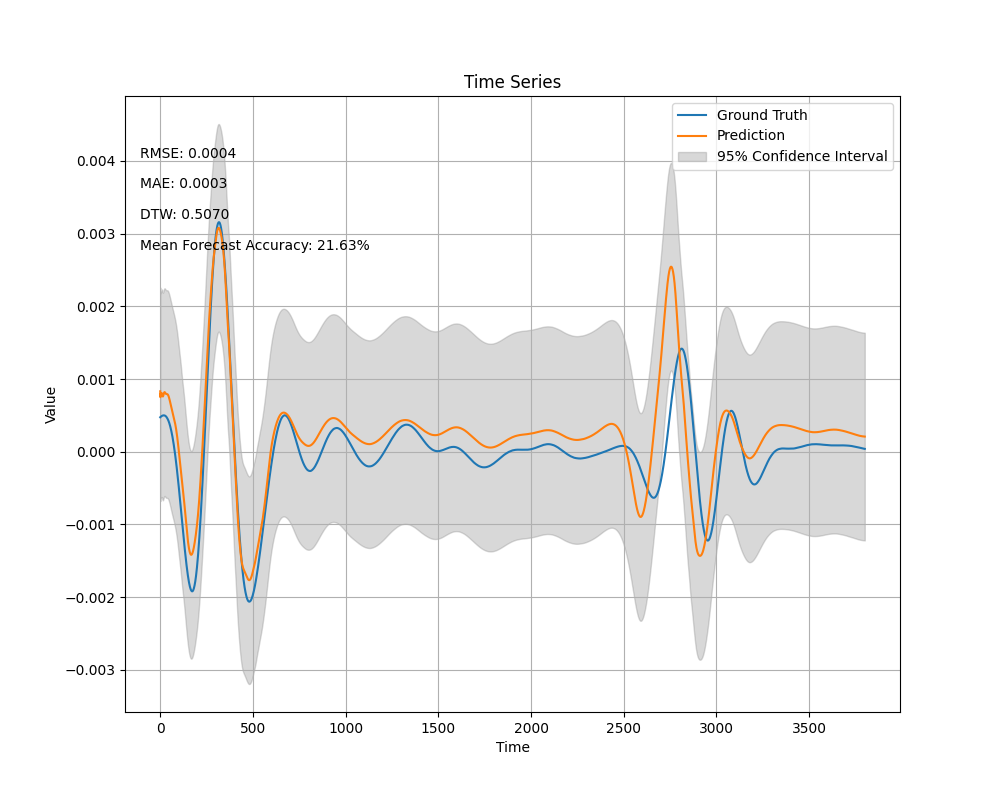 Time Series
Ground Truth
Prediction
95% Confidence Interval
RMSE: 0.0004
MAE: 0.0003
DTW: 0.5070
Mean Forecast Accuracy: 21.63%
Value
0.004
0.003
0.002
0.001
0.000
−0.001
−0.002
−0.003
0 500 1000 1500 2000 2500 3000 3500
Time